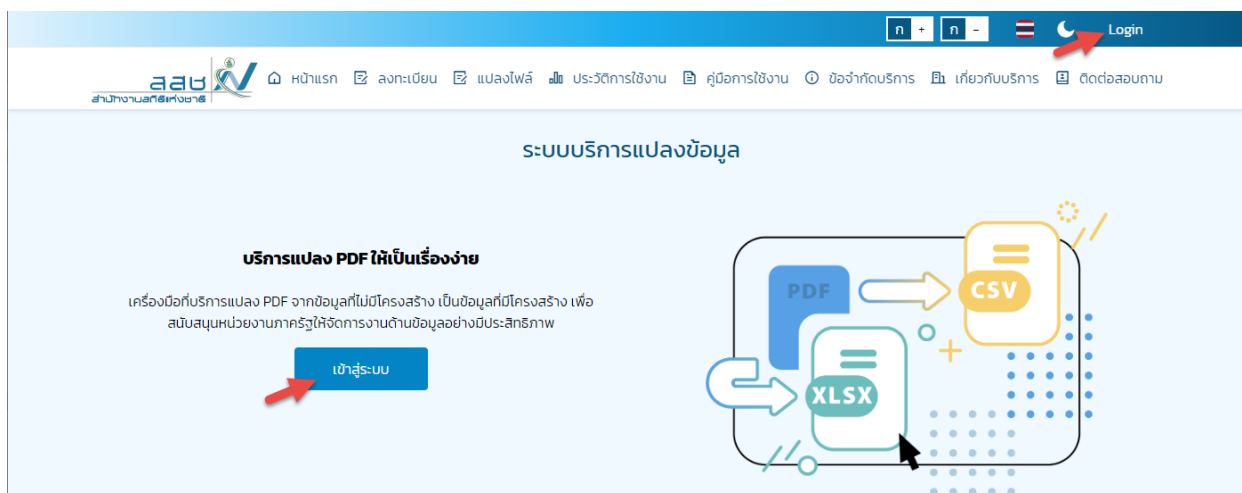 ก + ก - Login
สสช
สำนักงานสถิติแห่งชาติ
หน้าแรก ลงทะเบียน แปลงไฟล์ ประวัติการใช้งาน คู่มือการใช้งาน ข้อจำกัดบริการ เกี่ยวกับบริการ ติดต่อสอบถาม
ระบบบริการแปลงข้อมูล
บริการแปลง PDF ให้เป็นเรื่องง่าย
เครื่องมือที่บริการแปลง PDF จากข้อมูลที่ไม่มีโครงสร้าง เป็นข้อมูลที่มีโครงสร้าง เพื่อ
สนับสนุนหน่วยงานภาครัฐให้จัดการงานด้านข้อมูลอย่างมีประสิทธิภาพ
เข้าสู่ระบบ
PDF
CSV
XLSX